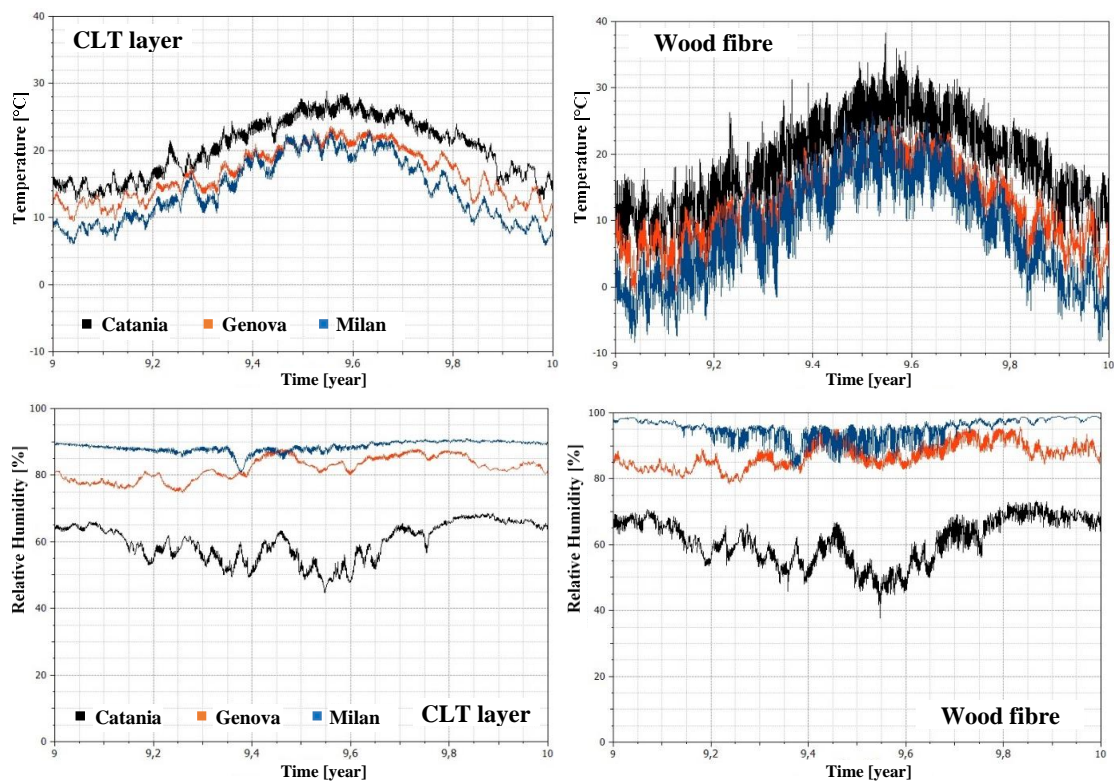 CLT layer
Temperature [°C]
40
30
20
10
0
-10
Catania Genova Milan
9 9,2 9,4 9,6 9,8 10
Time [year]
Wood fibre
Temperature [°C]
40
30
20
10
0
-10
9 9,2 9.4 9.6 9,8 10
Time [year]
Relative Humidity [%]
100
80
60
40
20
0
Catania Genova Milan CLT layer
9 9,2 9,4 9,6 9,8 10
Time [year]
Relative Humidity [%]
100
80
60
40
20
0
Wood fibre
9 9,2 9,4 9,6 9,8 10
Time [year]